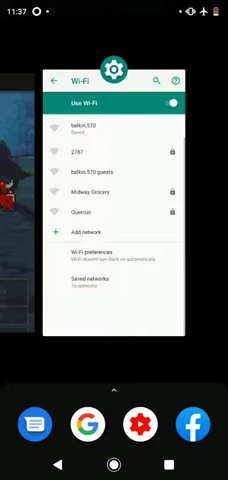 11:37
Wi-Fi
Use Wi-Fi
belkin.570
Saved
2787
belkin.570.guests
Midway Grocery
Quercus
Add network
Wi-Fi preferences
Wi-Fi doesn't turn back on automatically
Saved networks